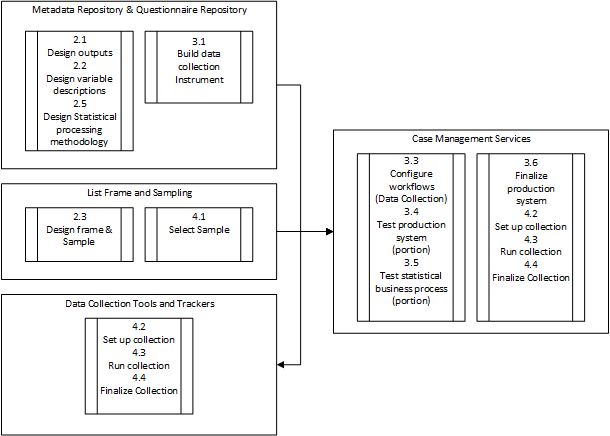 Metadata Repository & Questionnaire Repository
2.1
Design outputs
2.2
Design variable
descriptions
2.5
Design Statistical
processing
methodology
3.1
Build data
collection
Instrument
List Frame and Sampling
2.3
Design frame &
Sample
4.1
Select Sample
Data Collection Tools and Trackers
4.2
Set up collection
4.3
Run collection
4.4
Finalize Collection
Case Management Services
3.3
Configure
workflows
(Data Collection)
3.4
Test production
system
(portion)
3.5
Test statistical
business process
(portion)
3.6
Finalize
production
system
4.2
Set up collection
4.3
Run collection
4.4
Finalize Collection